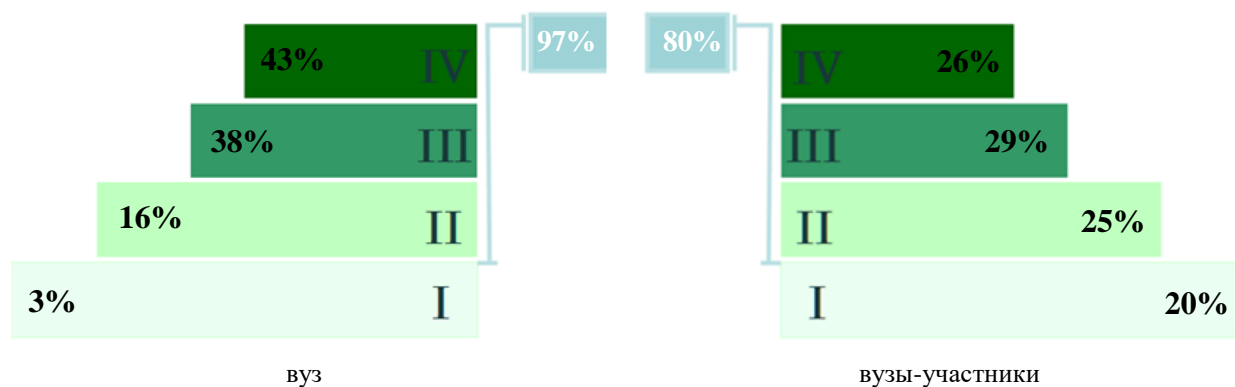 97% 80%
43% IV IV 26%
38% III III 29%
16% II II 25%
3% I I 20%
вуз вузы-участники